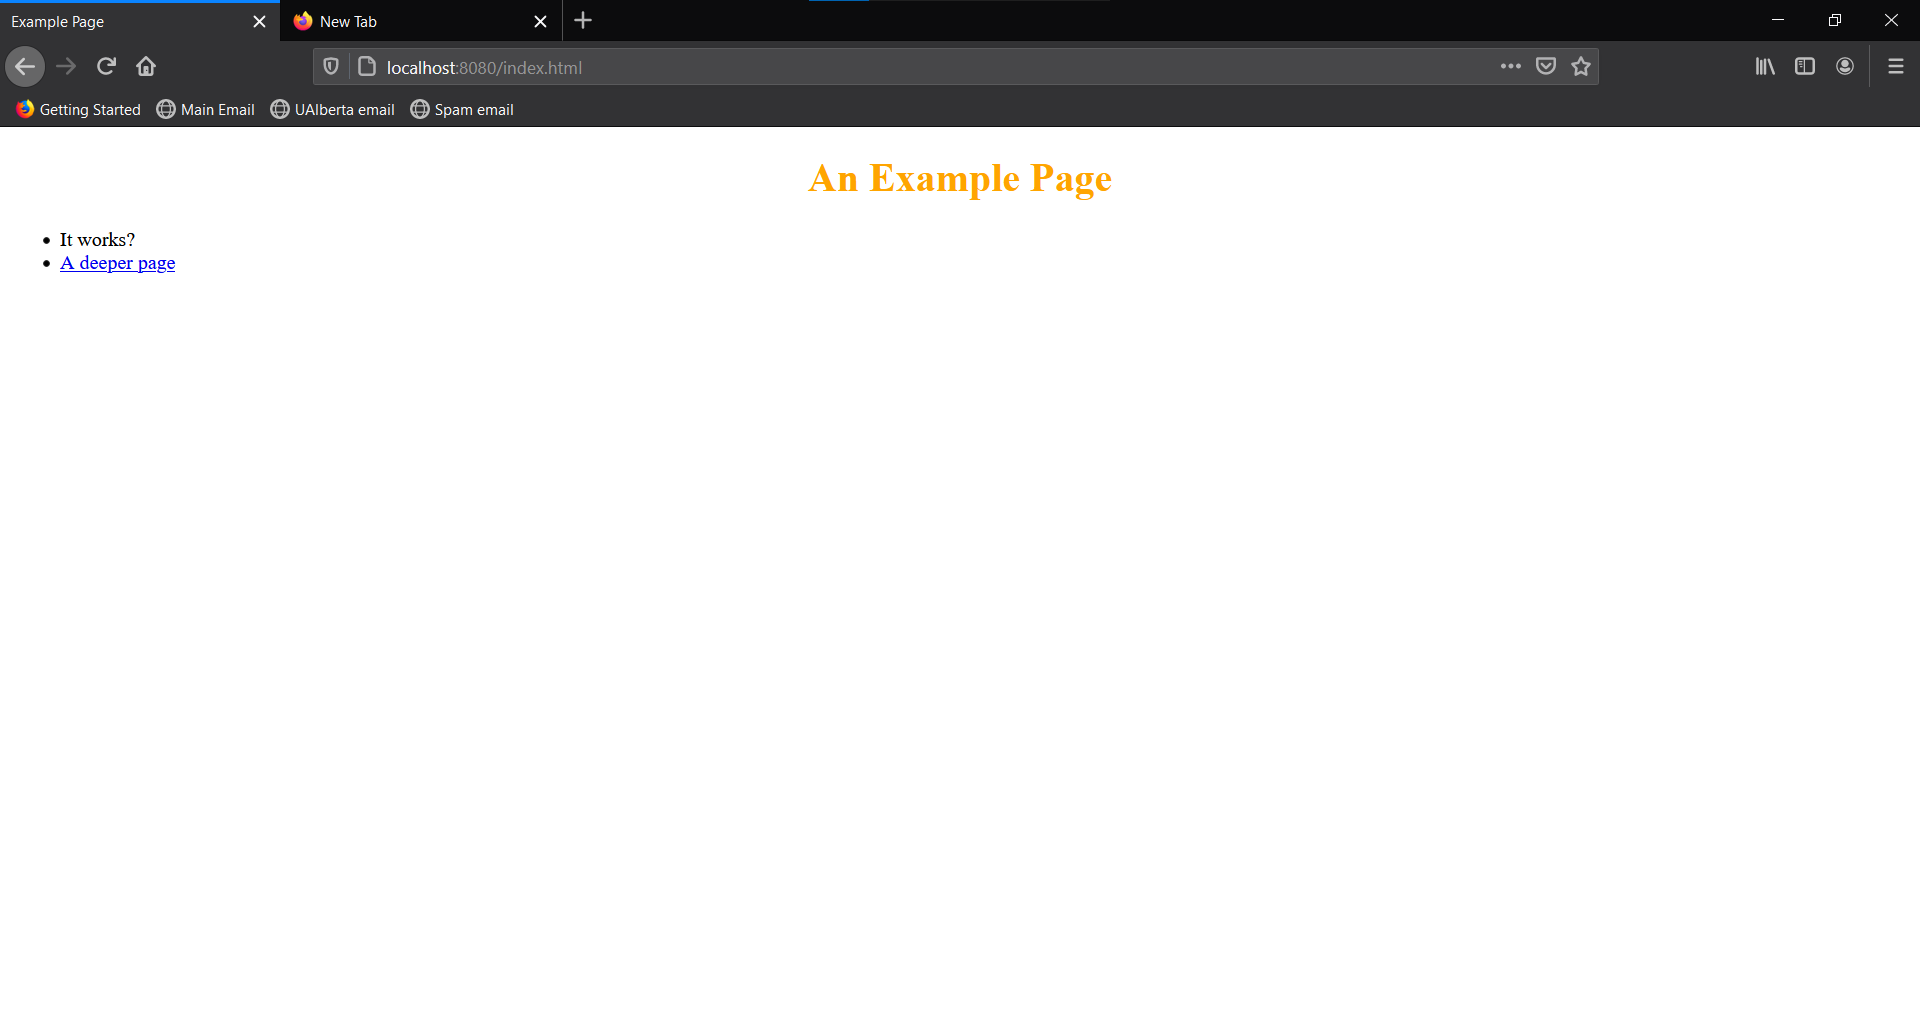 Example Page
New Tab
localhost:8080/index.html
Getting Started
Main Email
UAlberta email
Spam email
An Example Page
It works?
A deeper page